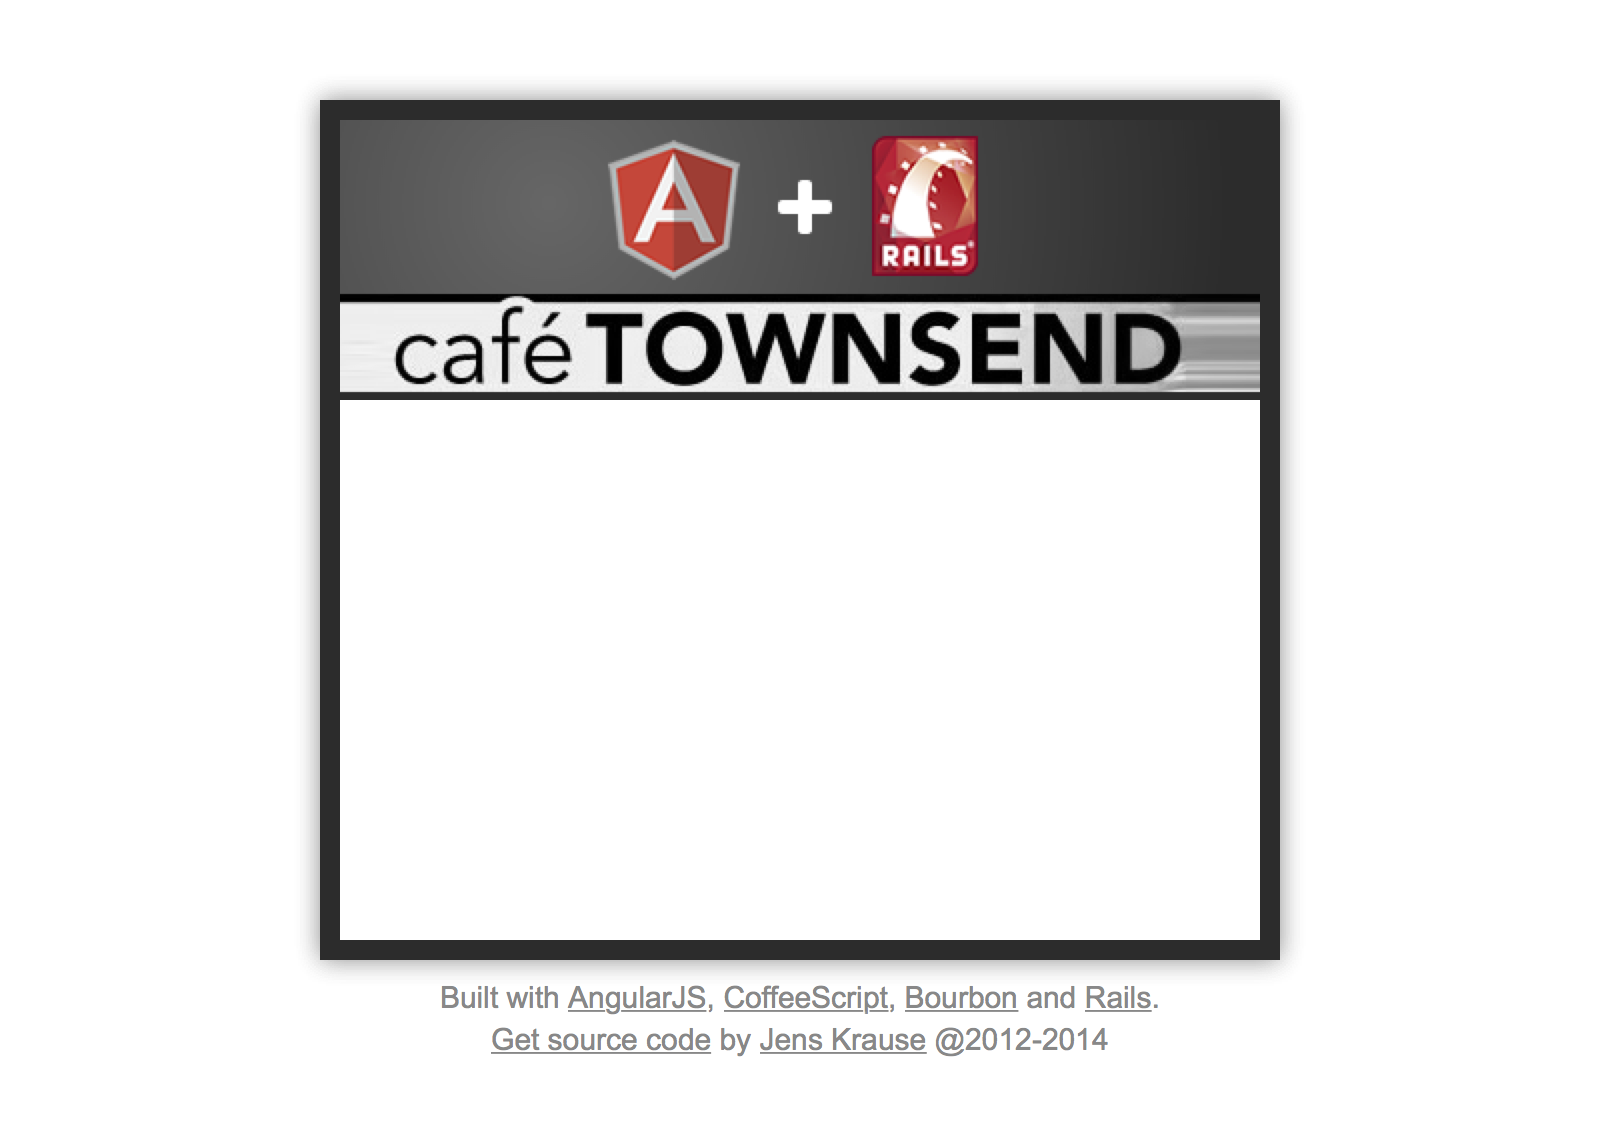 A + RAILS®
café TOWNSEND
Built with AngularJS, CoffeeScript, Bourbon and Rails.
Get source code by Jens Krause @2012-2014